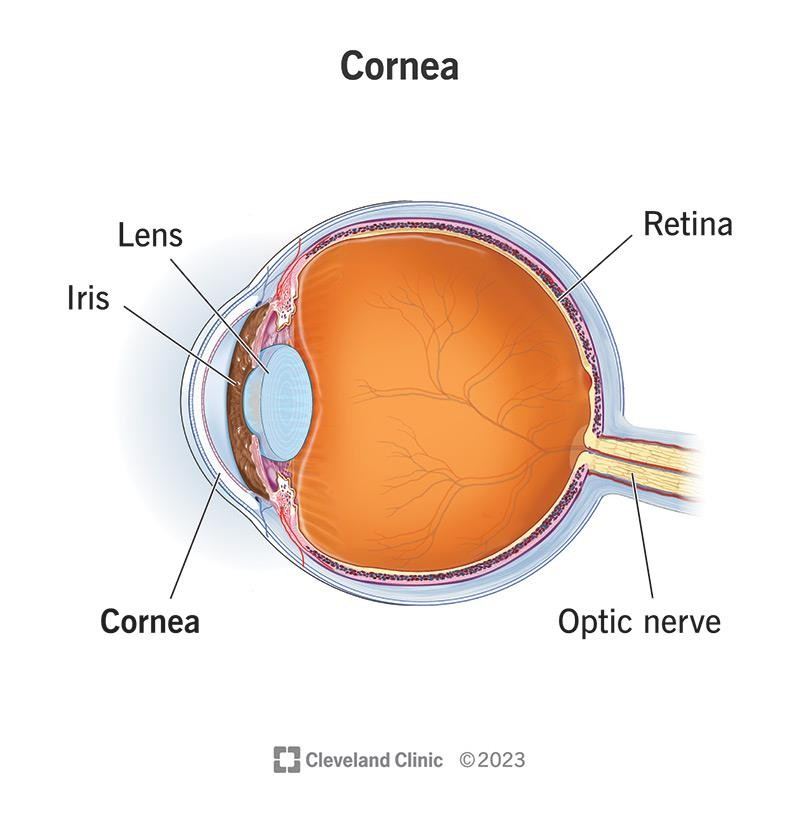 Cornea
Lens
Retina
Iris
Cornea
Optic nerve
Cleveland Clinic ©2023